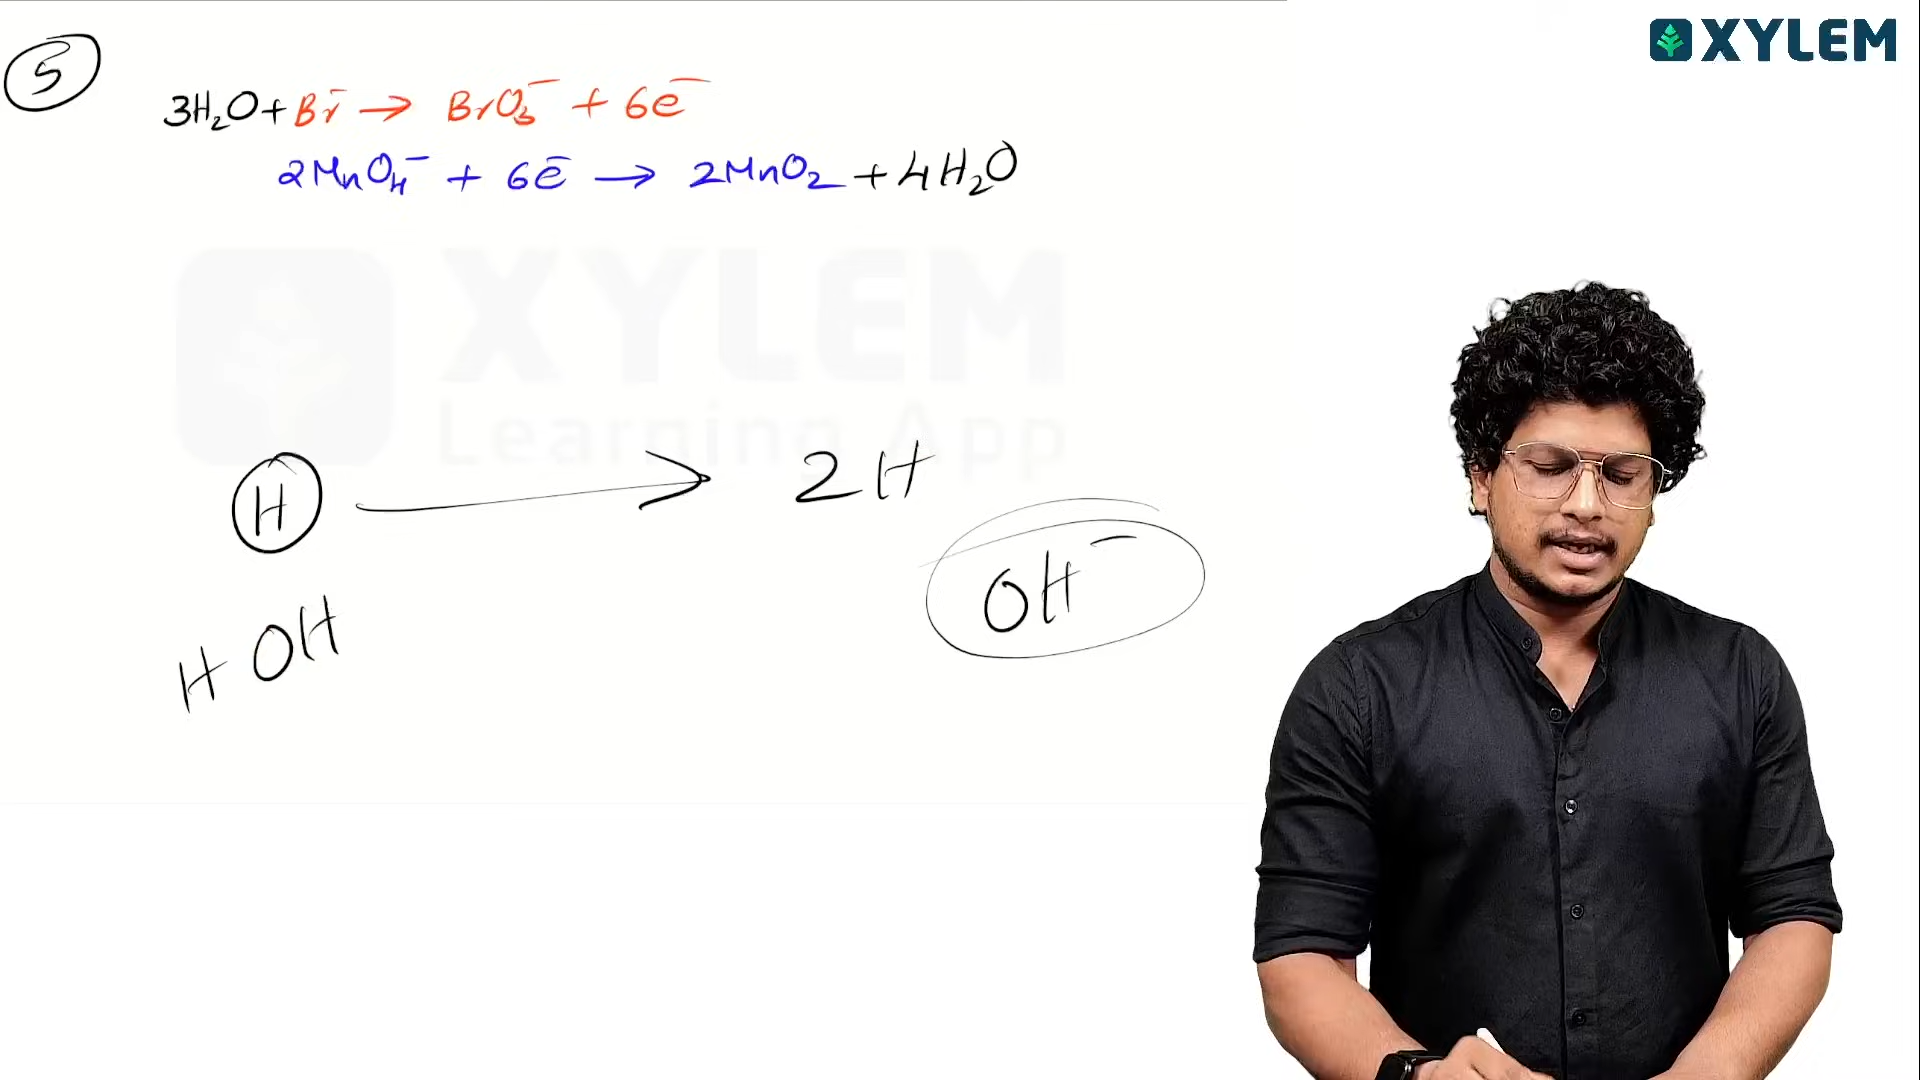 XYLEM
5
3H₂O + Br⁻ → BrO₃⁻ + 6e⁻
2MnO₄⁻ + 6e⁻ → 2MnO₂ + 4H₂O
XYLEM
Learning App
H → 2H
OH⁻
H OH